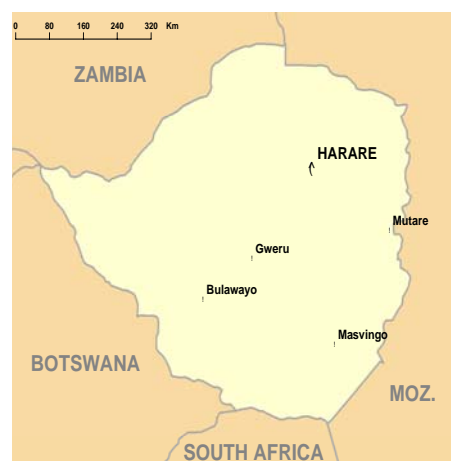 0 80 160 240 320 Km
ZAMBIA
HARARE
Mutare
Gweru
Bulawayo
Masvingo
BOTSWANA
MOZ.
SOUTH AFRICA